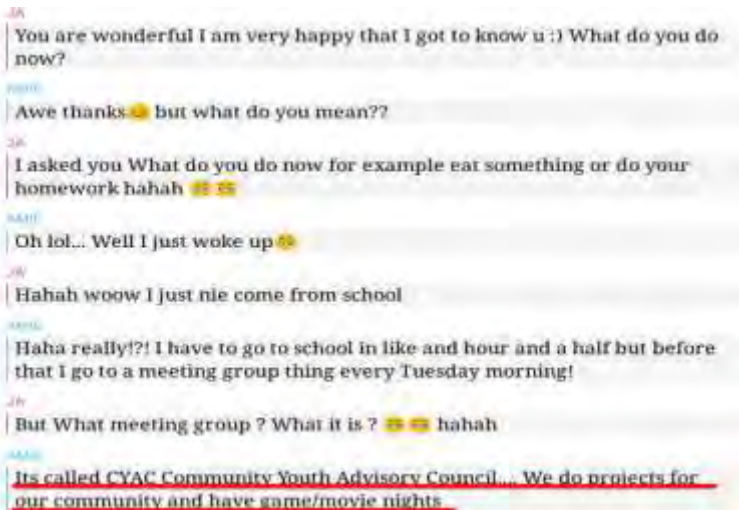 JA
You are wonderful I am very happy that I got to know u :) What do you do
now?
Awe thanks😊 but what do you mean??
JA
I asked you What do you do now for example eat something or do your
homework hahah 😄 😄
Oh lol... Well I just woke up😄
JA
Hahah woow I just nie come from school
Haha really!?! I have to go to school in like and hour and a half but before
that I go to a meeting group thing every Tuesday morning!
JA
But What meeting group ? What it is ? 😄 😄 hahah
Its called CYAC Community Youth Advisory Council.... We do projects for
our community and have game/movie nights